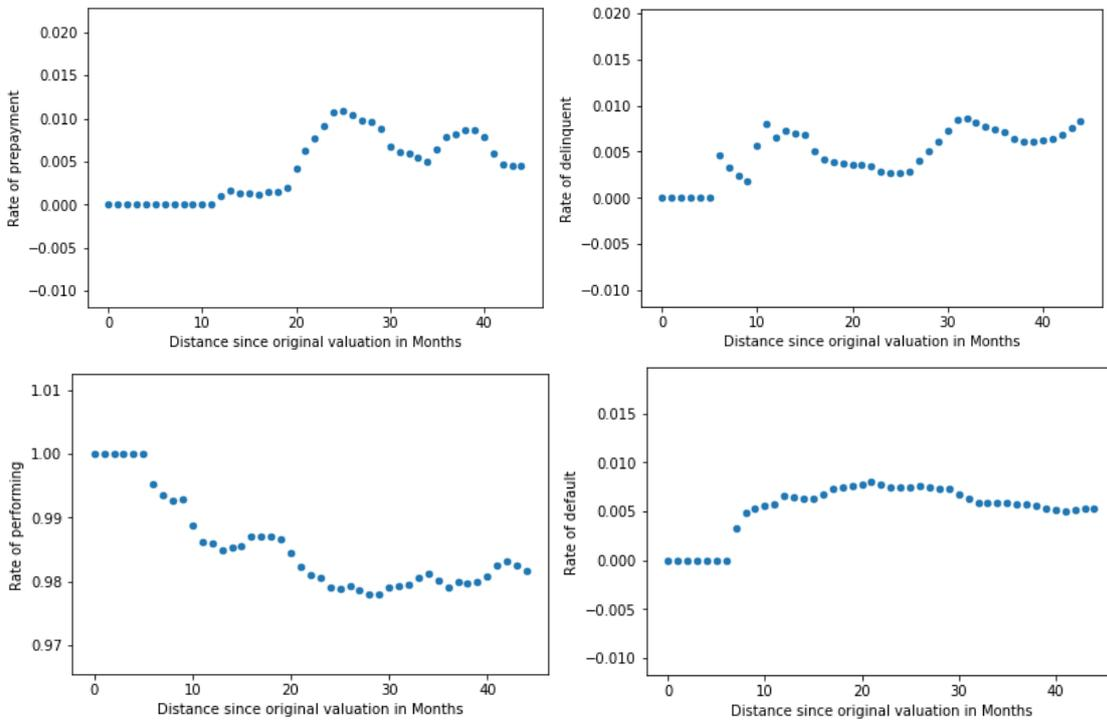 0.020
0.015
0.010
0.005
0.000
−0.005
−0.010
Rate of prepayment
0 10 20 30 40
Distance since original valuation in Months
0.020
0.015
0.010
0.005
0.000
−0.005
−0.010
Rate of delinquent
0 10 20 30 40
Distance since original valuation in Months
1.01
1.00
0.99
0.98
0.97
Rate of performing
0 10 20 30 40
Distance since original valuation in Months
0.015
0.010
0.005
0.000
−0.005
−0.010
Rate of default
0 10 20 30 40
Distance since original valuation in Months